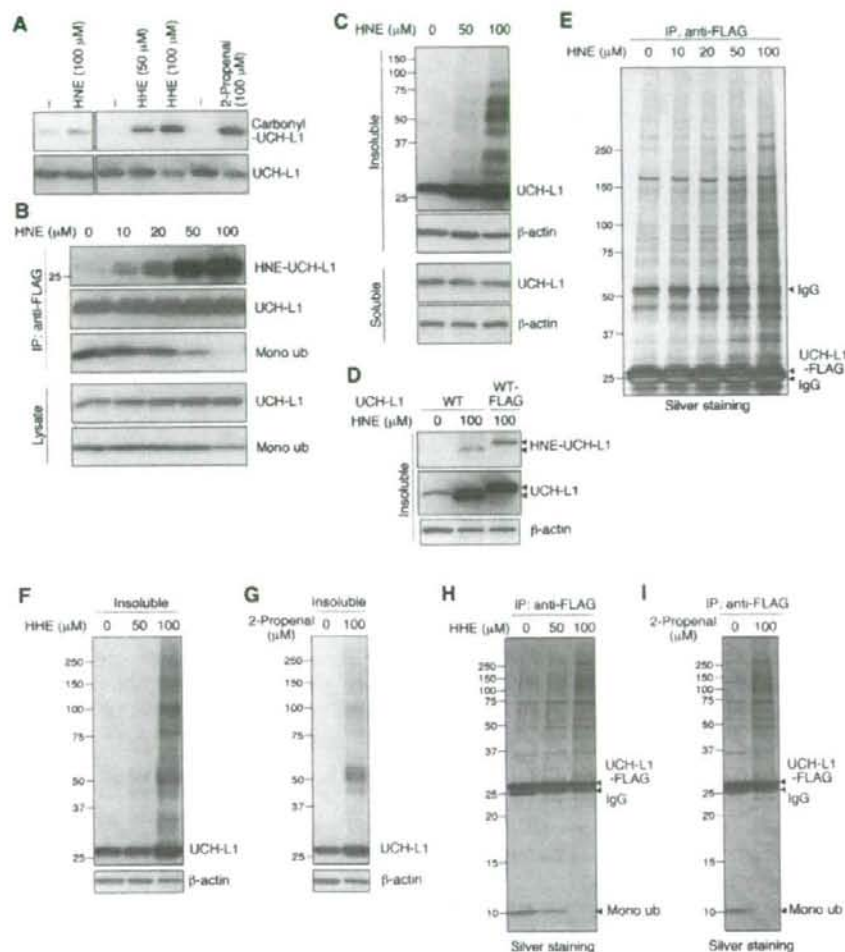 A
–
HNE (100 μM)
–
HHE (50 μM)
HHE (100 μM)
–
2-Propenal
(100 μM)
Carbonyl
-UCH-L1
UCH-L1
B
HNE (μM) 0 10 20 50 100
IP: anti-FLAG
25
HNE-UCH-L1
UCH-L1
Mono ub
Lysate
UCH-L1
Mono ub
C
HNE (μM) 0 50 100
Insoluble
150
100
75
50
37
25
UCH-L1
β-actin
Soluble
UCH-L1
β-actin
D
UCH-L1 WT WT-
FLAG
HNE (μM) 0 100 100
Insoluble
HNE-UCH-L1
UCH-L1
β-actin
E
IP: anti-FLAG
HNE (μM) 0 10 20 50 100
250
150
100
75
50
37
25
IgG
UCH-L1
-FLAG
IgG
Silver staining
F
Insoluble
HHE (μM) 0 50 100
250
150
100
75
50
37
25
UCH-L1
β-actin
G
insoluble
2-Propenal
(μM)
0 100
250
150
100
75
50
37
25
UCH-L1
β-actin
H
IP: anti-FLAG
HHE (μM) 0 50 100
250
150
100
75
50
37
25
20
15
10
UCH-L1
-FLAG
IgG
Mono ub
Silver staining
I
IP: anti-FLAG
2-Propenal
(μM)
0 100
250
150
100
75
50
37
25
20
15
10
UCH-L1
-FLAG
IgG
Mono ub
Silver staining